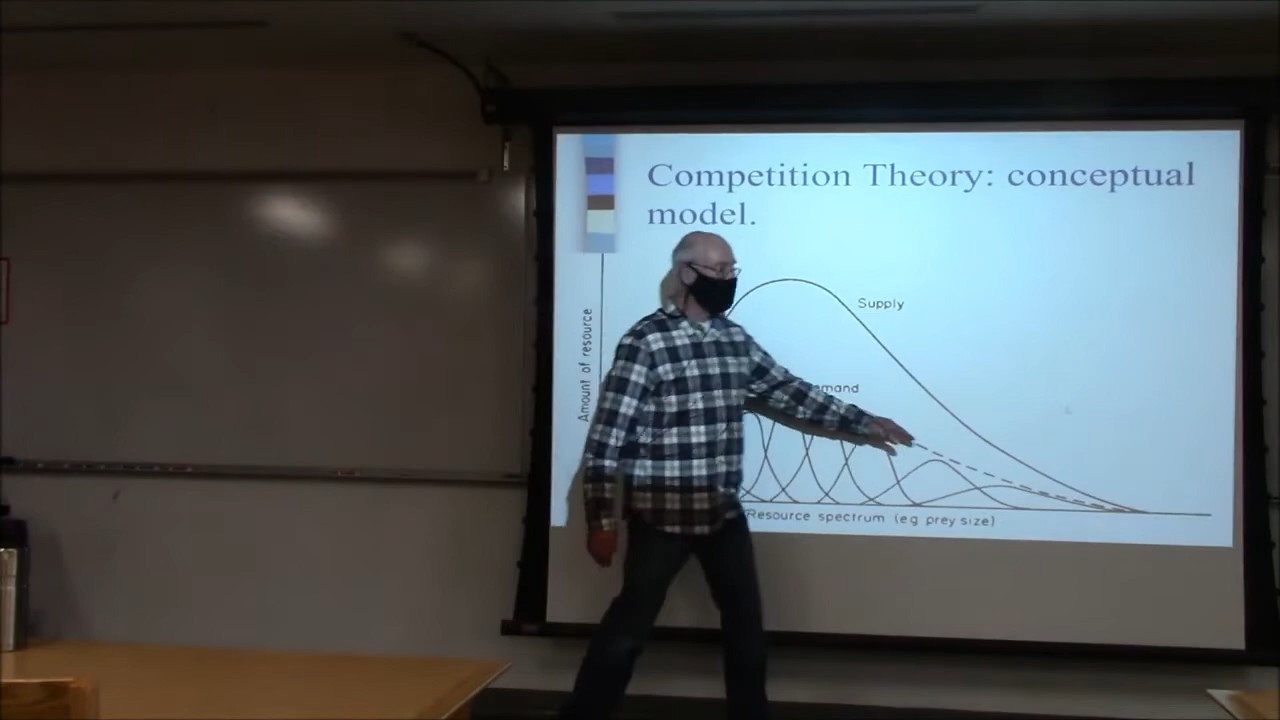 Competition Theory: conceptual
model.
Supply
Amount of resource
Resource spectrum (eg prey size)